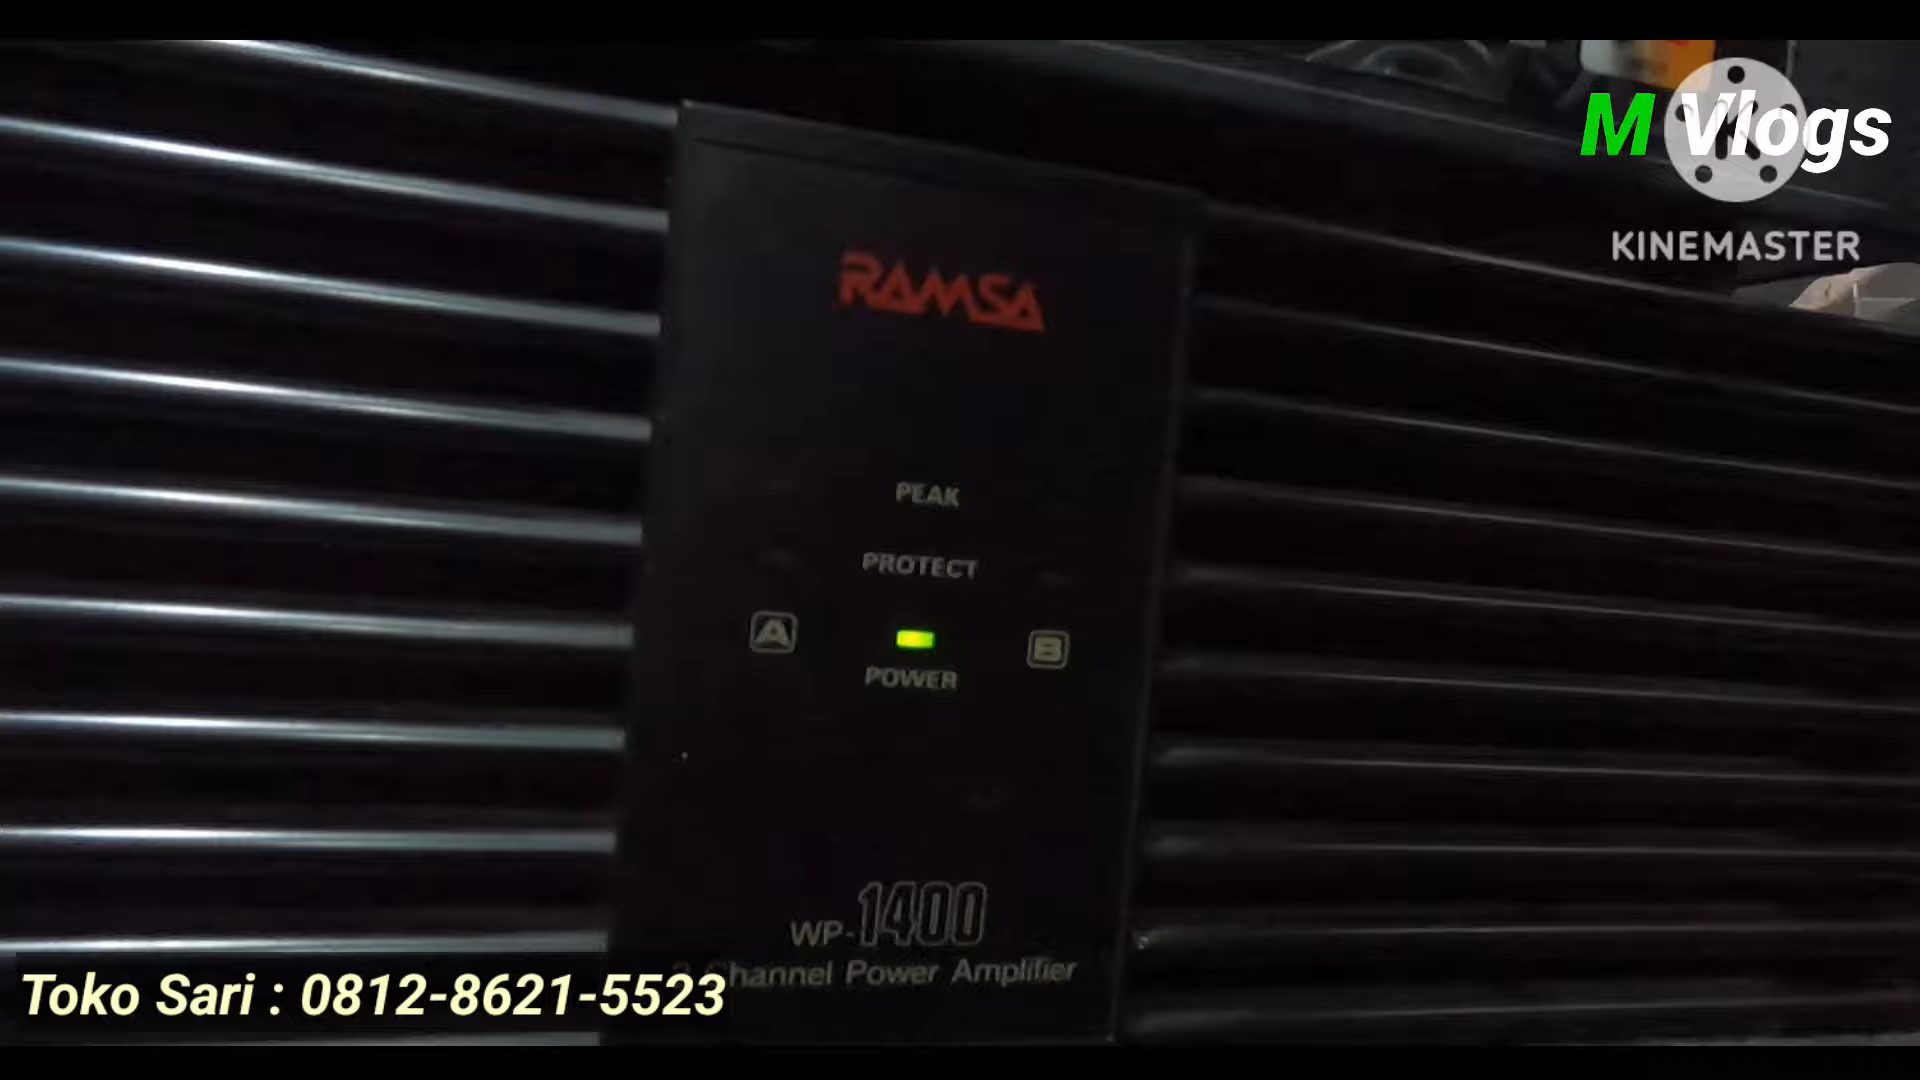 M Vlogs
KINEMASTER
RAMSA
PEAK
PROTECT
A
B
POWER
WP-1400
Channel Power Amplifier
Toko Sari : 0812-8621-5523